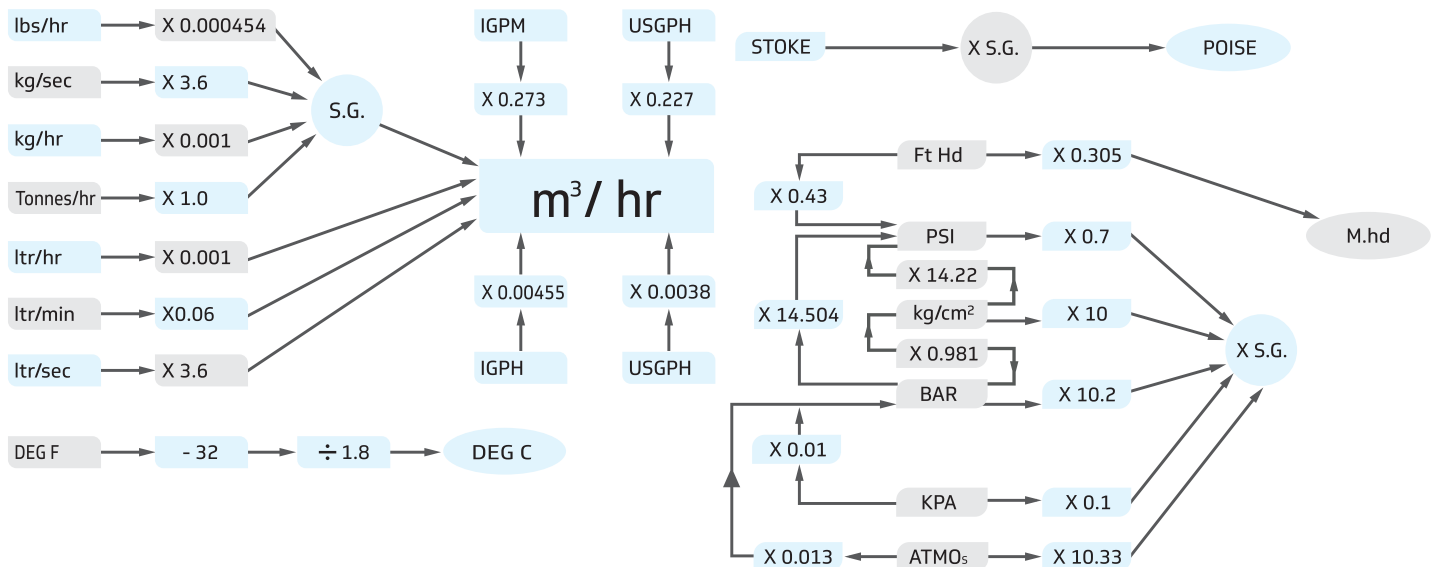 lbs/hr X 0.000454
kg/sec X 3.6
kg/hr X 0.001
Tonnes/hr X 1.0
S.G.
ltr/hr X 0.001
ltr/min X0.06
ltr/sec X 3.6
IGPM USGPH
X 0.273 X 0.227
m³/ hr
X 0.00455 X 0.0038
IGPH USGPH
DEG F - 32 ÷ 1.8 DEG C
STOKE X S.G. POISE
Ft Hd X 0.305
X 0.43
M.hd
PSI X 0.7
X 14.22
X 14.504 kg/cm² X 10
X 0.981
X S.G.
BAR X 10.2
X 0.01
KPA X 0.1
X 0.013 ATMOs X 10.33